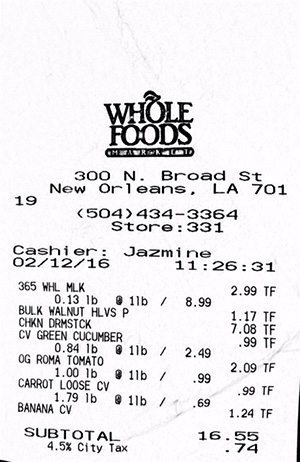 WHOLE
FOODS
MARKET
300 N. Broad St
New Orleans, LA 701
19
(504)434-3364
Store:331
Cashier: Jazmine
02/12/16 11:26:31
365 WHL MLK 2.99 TF
0.13 lb @ 1lb / 8.99
BULK WALNUT HLVS P 1.17 TF
CHKN DRMSTCK 7.08 TF
CV GREEN CUCUMBER .99 TF
0.84 lb @ 1lb / 2.49
OG ROMA TOMATO 2.09 TF
1.00 lb @ 1lb / .99
CARROT LOOSE CV .99 TF
1.79 lb @ 1lb / .69
BANANA CV 1.24 TF
SUBTOTAL 16.55
4.5% City Tax .74